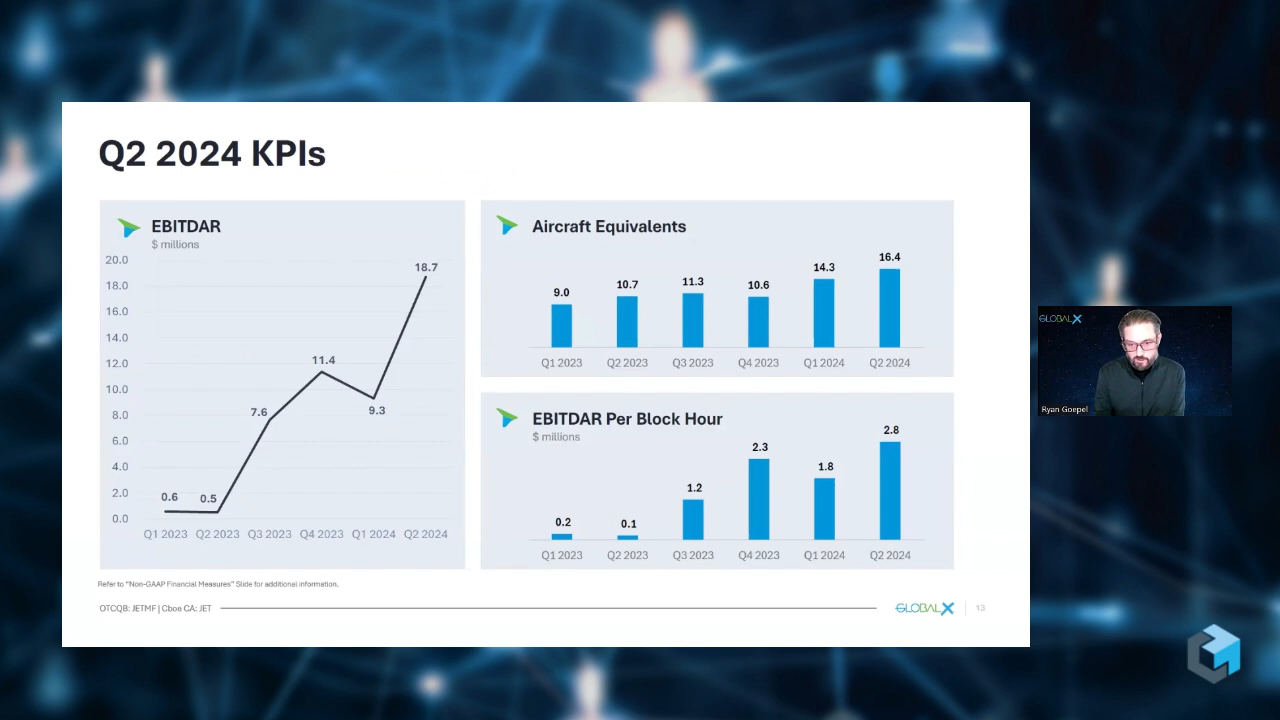 Q2 2024 KPIs
EBITDAR
$ millions
20.0
18.0
16.0
14.0
12.0
10.0
8.0
6.0
4.0
2.0
0.0
0.6
0.5
7.6
11.4
9.3
18.7
Q1 2023 Q2 2023 Q3 2023 Q4 2023 Q1 2024 Q2 2024
Aircraft Equivalents
9.0 10.7 11.3 10.6 14.3 16.4
Q1 2023 Q2 2023 Q3 2023 Q4 2023 Q1 2024 Q2 2024
EBITDAR Per Block Hour
$ millions
0.2 0.1 1.2 2.3 1.8 2.8
Q1 2023 Q2 2023 Q3 2023 Q4 2023 Q1 2024 Q2 2024
Refer to "Non-GAAP Financial Measures" Slide for additional information.
OTCQB: JETMF | Cboe CA: JET
GLOBALX
13
GLOBALX
Ryan Goepel